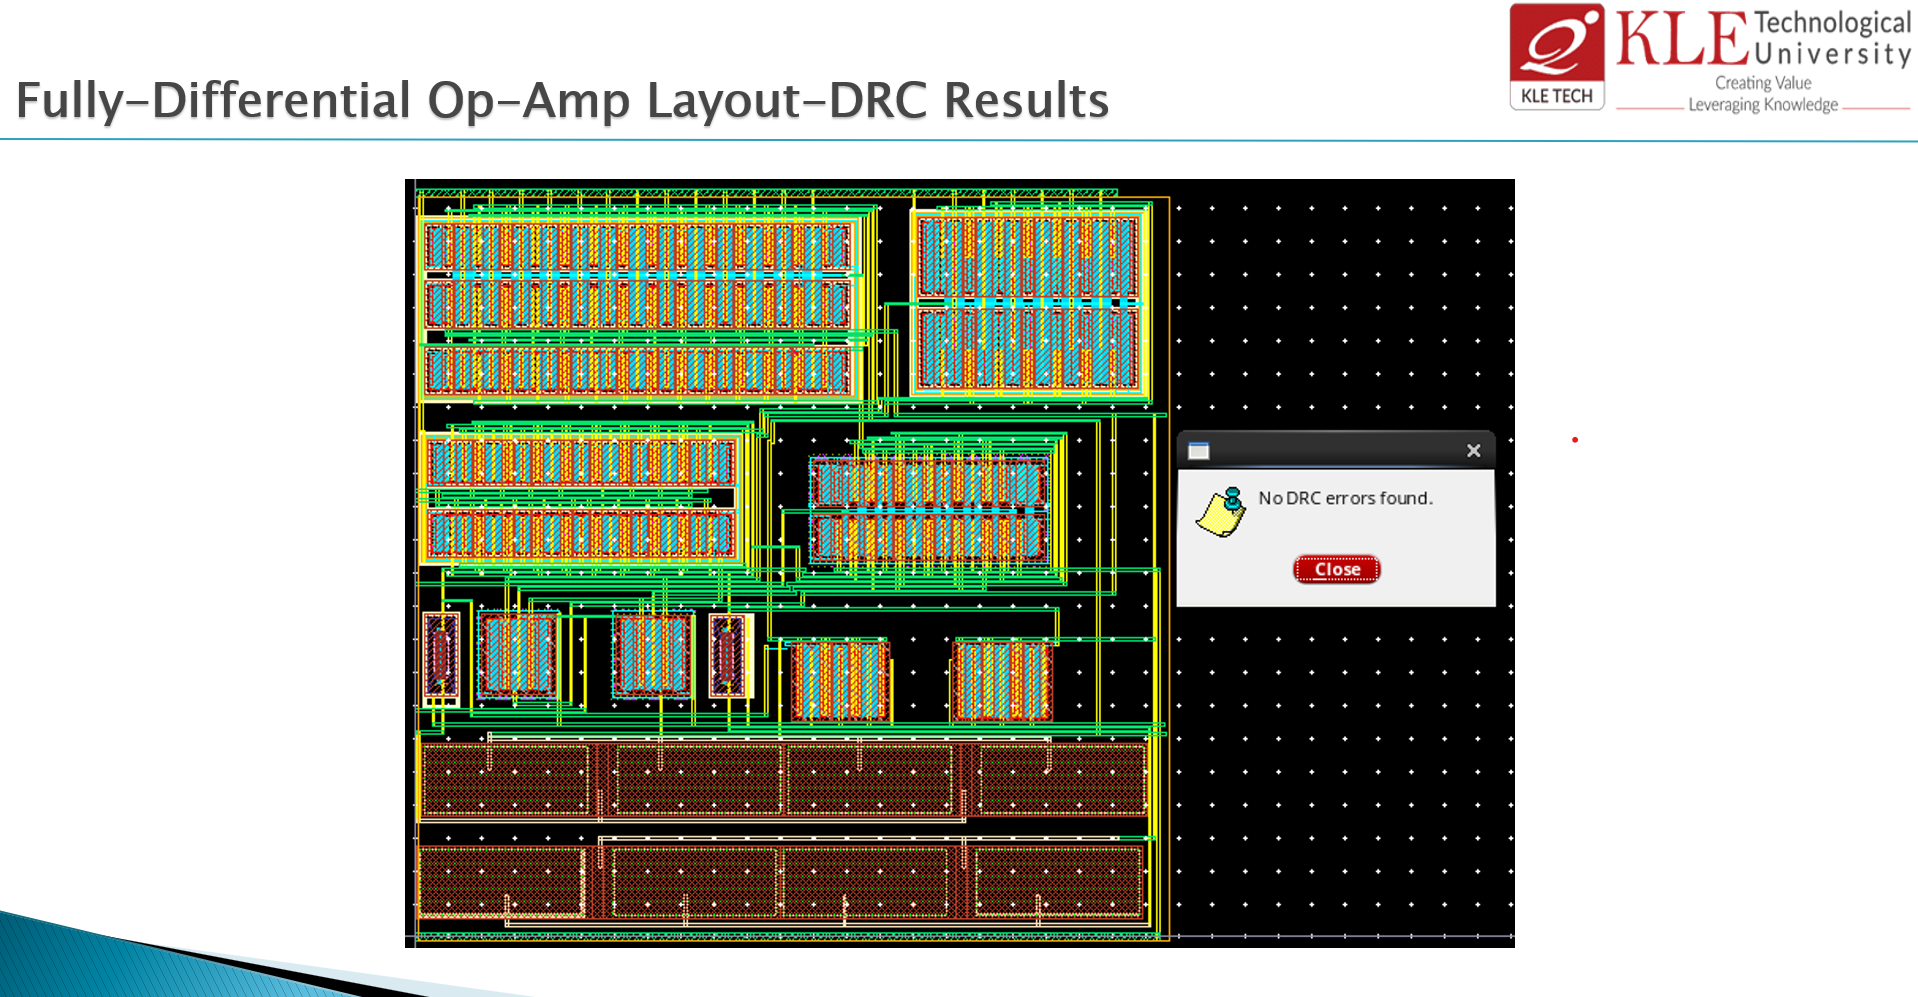 KLE Technological
University
Creating Value
Leveraging Knowledge
KLE TECH
Fully-Differential Op-Amp Layout-DRC Results
No DRC errors found.
Close